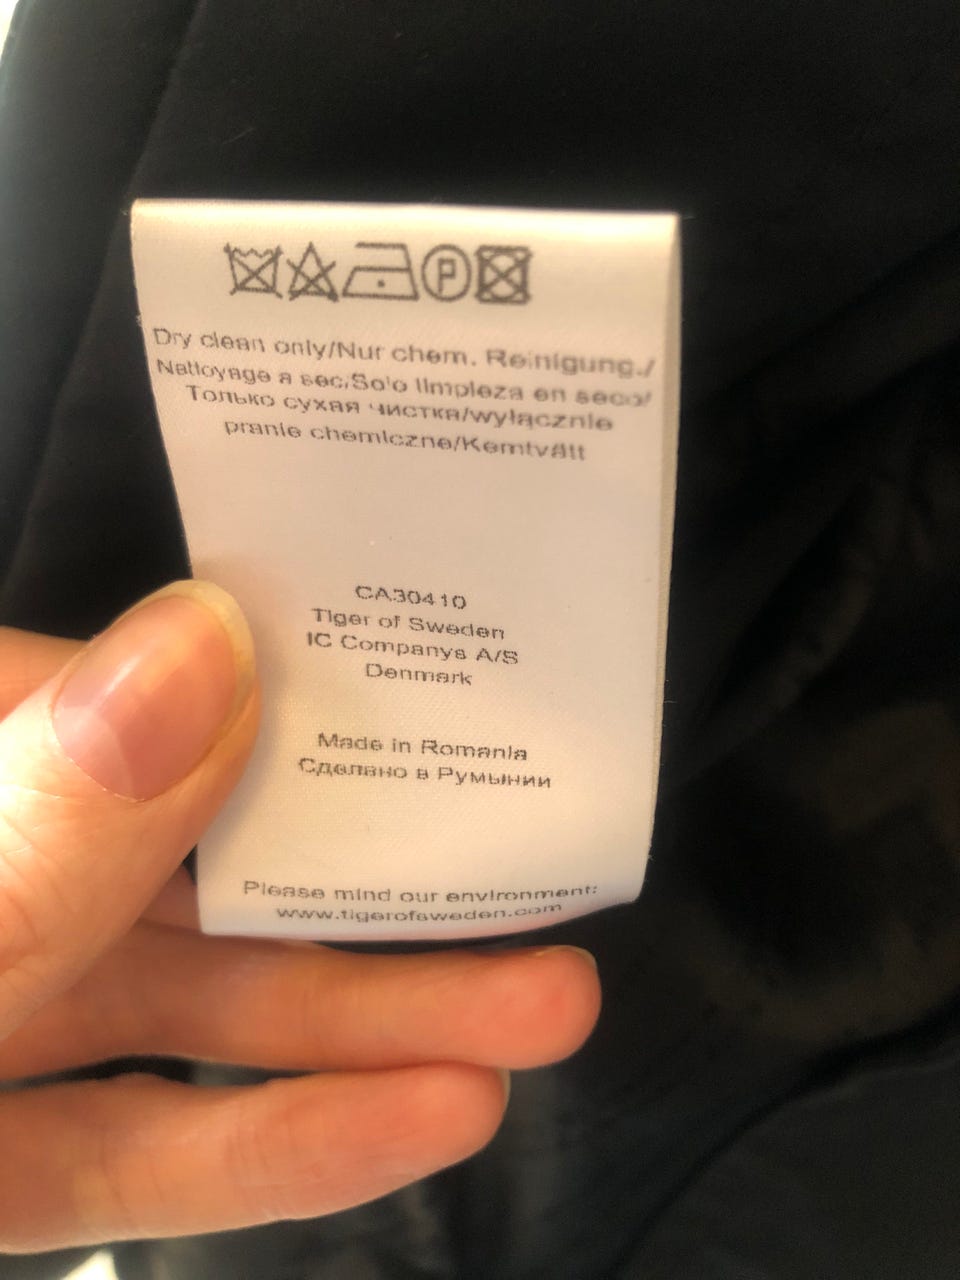 P
Dry clean only/Nur chem. Reinigung./
Nattoyage a sec/Solo limpieza en seco/
Только сухая чистка/wyłącznie
pranie chemiczne/Kemtvätt
CA30410
Tiger of Sweden
IC Companys A/S
Denmark
Made in Romania
Сделано в Румынии
Please mind our environment:
www.tigerofsweden.com